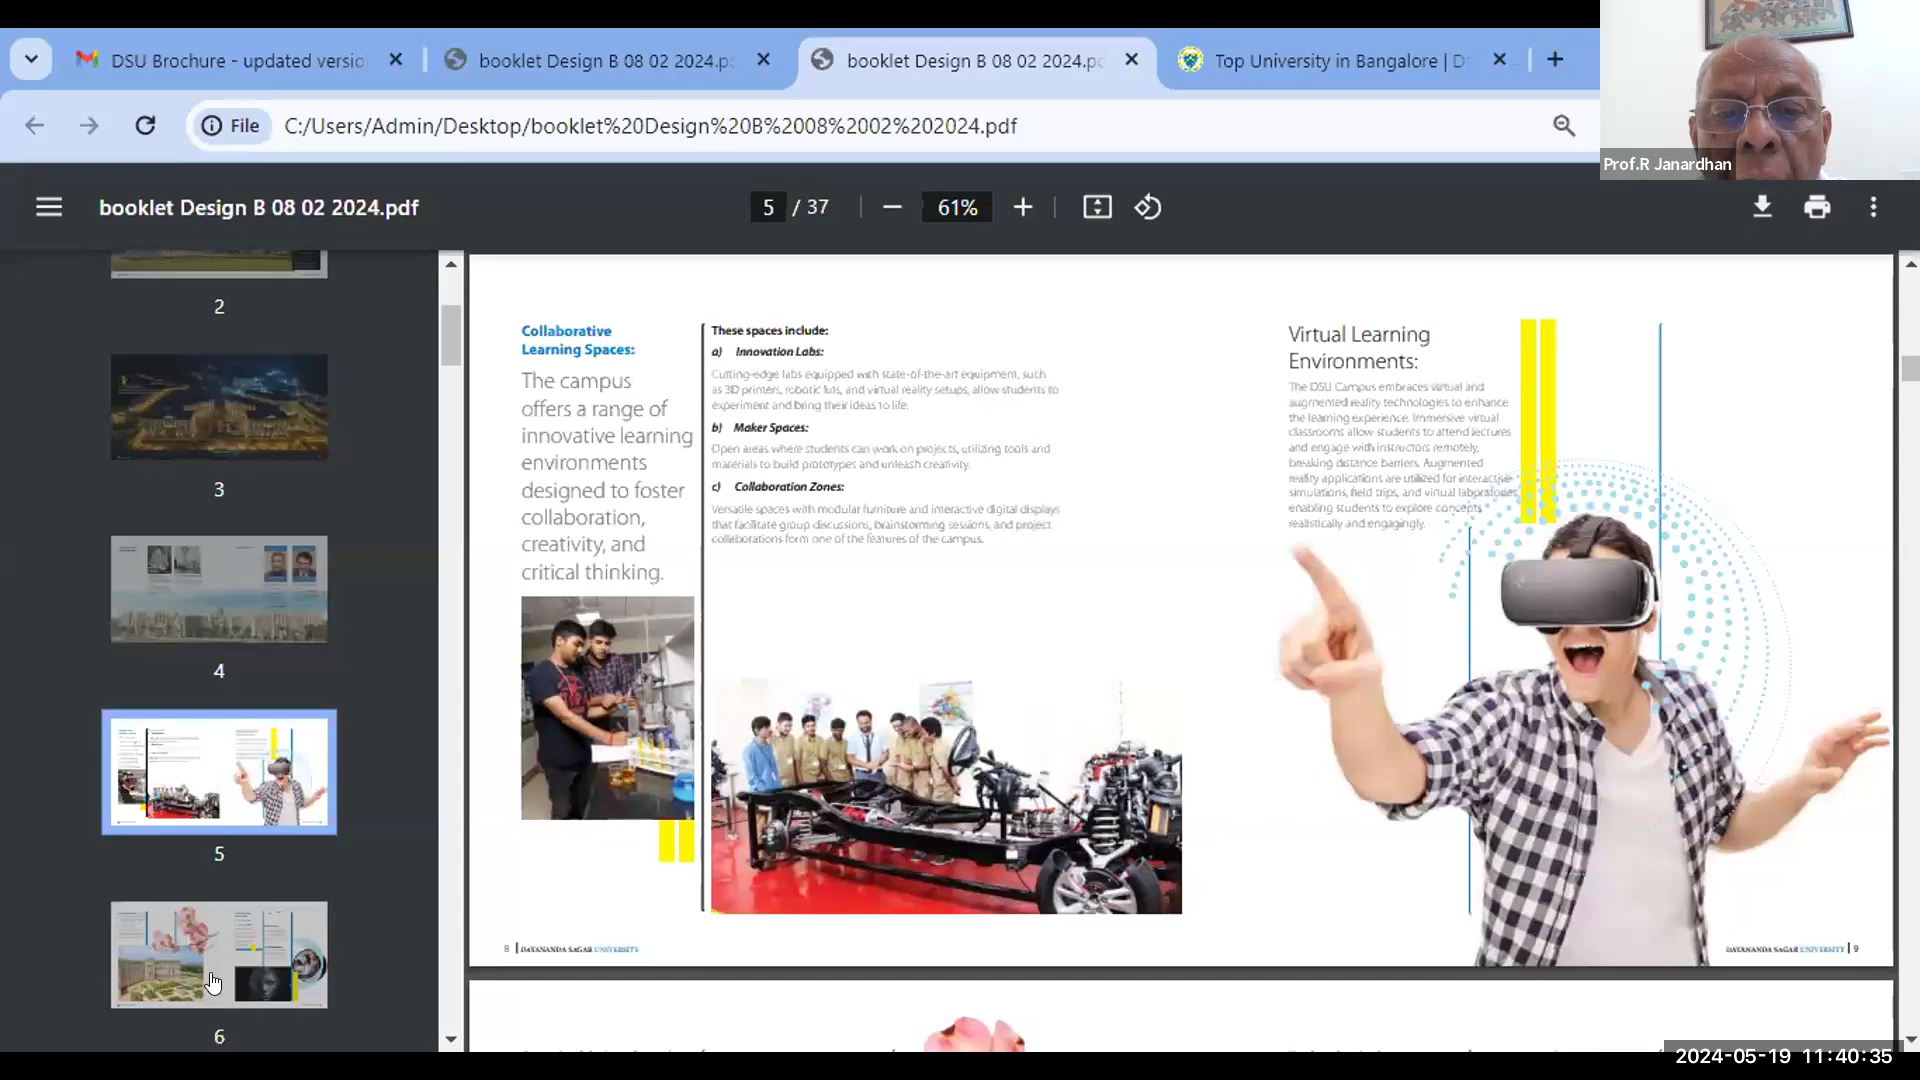 DSU Brochure - updated versio
booklet Design B 08 02 2024.p
booklet Design B 08 02 2024.pd
Top University in Bangalore | D
File
C:/Users/Admin/Desktop/booklet%20Design%20B%2008%2002%202024.pdf
Prof.R Janardhan
booklet Design B 08 02 2024.pdf
5 / 37
61%
2
3
4
5
6
Collaborative
Learning Spaces:
The campus
offers a range of
innovative learning
environments
designed to foster
collaboration,
creativity, and
critical thinking.
These spaces include:
a) Innovation Labs:
Cutting-edge labs equipped with state-of-the-art equipment, such
as 3D printers, robotic kits, and virtual reality setups, allow students to
experiment and bring their ideas to life.
b) Maker Spaces:
Open areas where students can work on projects, utilizing tools and
materials to build prototypes and unleash creativity.
c) Collaboration Zones:
Versatile spaces with modular furniture and interactive digital displays
that facilitate group discussions, brainstorming sessions, and project
collaborations form one of the features of the campus.
Virtual Learning
Environments:
The DSU Campus embraces virtual and
augmented reality technologies to enhance
the learning experience. Immersive virtual
classrooms allow students to attend lectures
and engage with instructors remotely,
breaking distance barriers. Augmented
reality applications are utilized for interactive
simulations, field trips, and virtual laboratories,
enabling students to explore concepts
realistically and engagingly.
8 | DAYANANDA SAGAR UNIVERSITY
DAYANANDA SAGAR UNIVERSITY | 9
2024-05-19 11:40:35